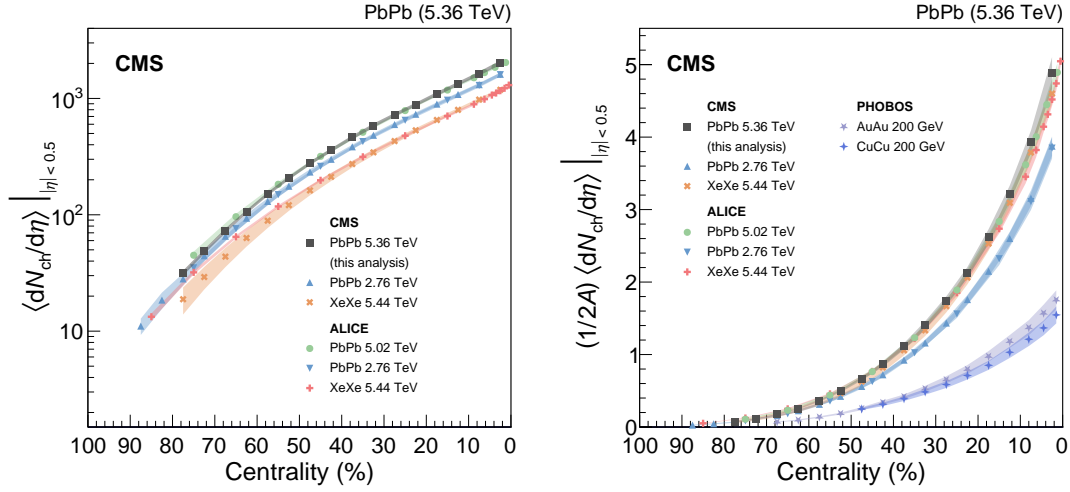 PbPb (5.36 TeV)
CMS
⟨dN_ch/dη⟩|_|η| < 0.5
10^3
10^2
10
CMS
PbPb 5.36 TeV
(this analysis)
PbPb 2.76 TeV
XeXe 5.44 TeV
ALICE
PbPb 5.02 TeV
PbPb 2.76 TeV
XeXe 5.44 TeV
100 90 80 70 60 50 40 30 20 10 0
Centrality (%)
PbPb (5.36 TeV)
CMS
(1/2A) ⟨dN_ch/dη⟩|_|η| < 0.5
5
4
3
2
1
0
CMS
PbPb 5.36 TeV
(this analysis)
PbPb 2.76 TeV
XeXe 5.44 TeV
ALICE
PbPb 5.02 TeV
PbPb 2.76 TeV
XeXe 5.44 TeV
PHOBOS
AuAu 200 GeV
CuCu 200 GeV
100 90 80 70 60 50 40 30 20 10 0
Centrality (%)